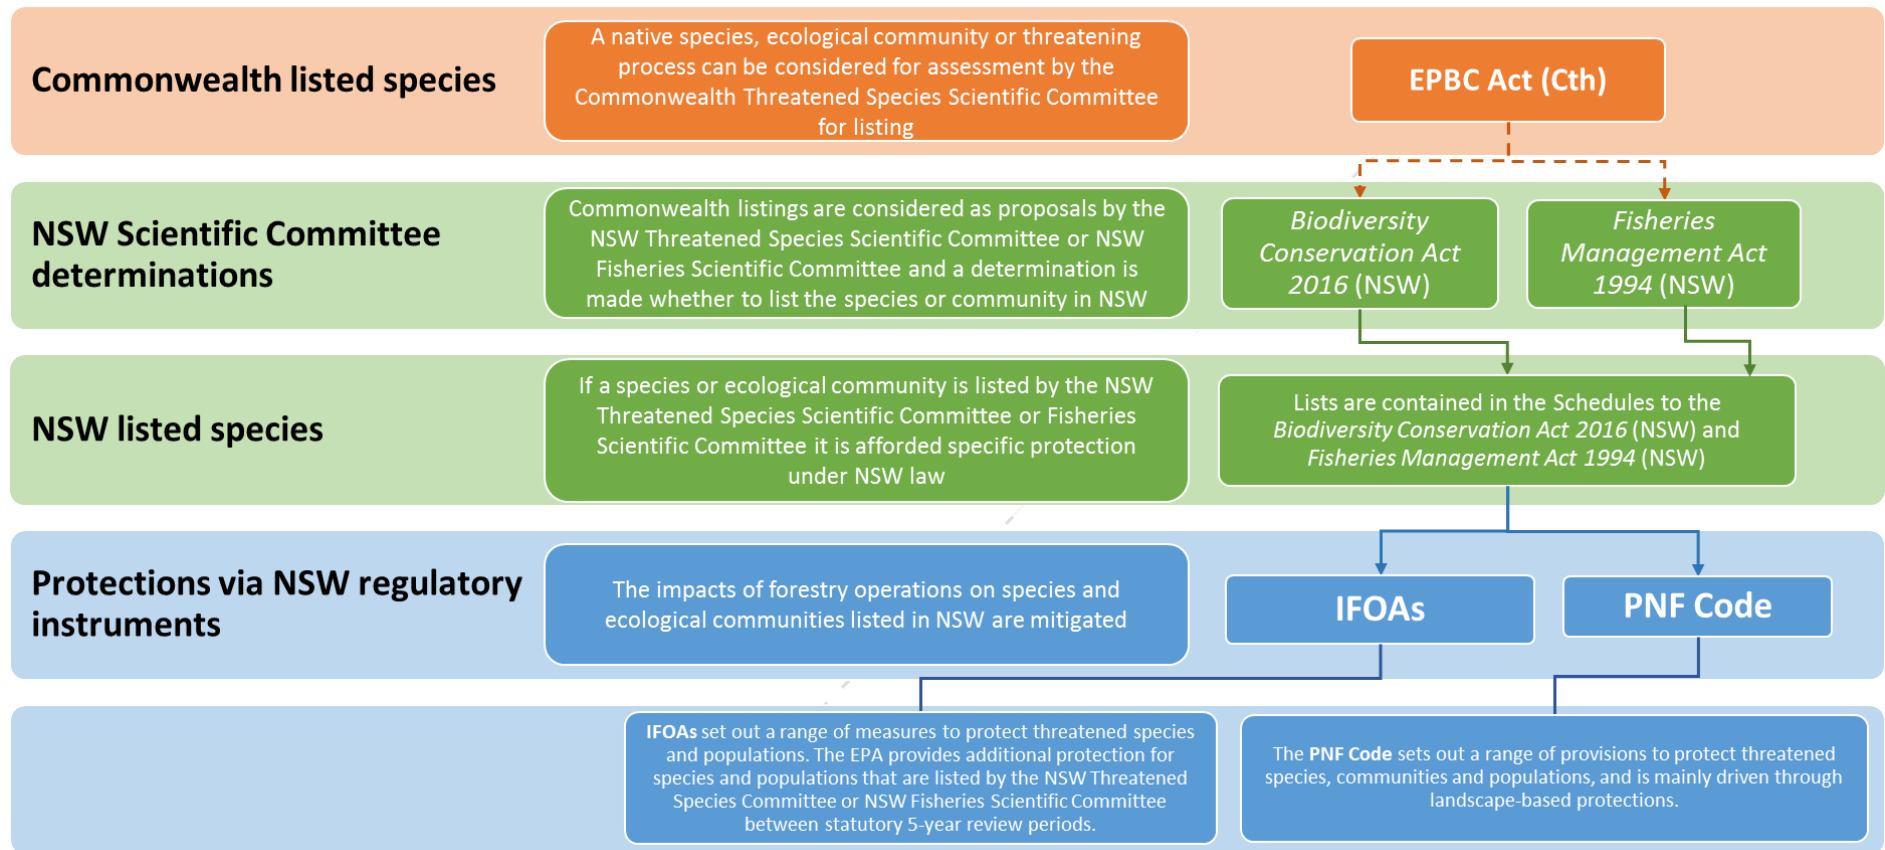 Commonwealth listed species
A native species, ecological community or threatening
process can be considered for assessment by the
Commonwealth Threatened Species Scientific Committee
for listing
EPBC Act (Cth)
NSW Scientific Committee
determinations
Commonwealth listings are considered as proposals by the
NSW Threatened Species Scientific Committee or NSW
Fisheries Scientific Committee and a determination is
made whether to list the species or community in NSW
Biodiversity
Conservation Act
2016 (NSW)
Fisheries
Management Act
1994 (NSW)
NSW listed species
If a species or ecological community is listed by the NSW
Threatened Species Scientific Committee or Fisheries
Scientific Committee it is afforded specific protection
under NSW law
Lists are contained in the Schedules to the
Biodiversity Conservation Act 2016 (NSW) and
Fisheries Management Act 1994 (NSW)
Protections via NSW regulatory
instruments
The impacts of forestry operations on species and
ecological communities listed in NSW are mitigated
IFOAs
PNF Code
IFOAs set out a range of measures to protect threatened species
and populations. The EPA provides additional protection for
species and populations that are listed by the NSW Threatened
Species Committee or NSW Fisheries Scientific Committee
between statutory 5-year review periods.
The PNF Code sets out a range of provisions to protect threatened
species, communities and populations, and is mainly driven through
landscape-based protections.